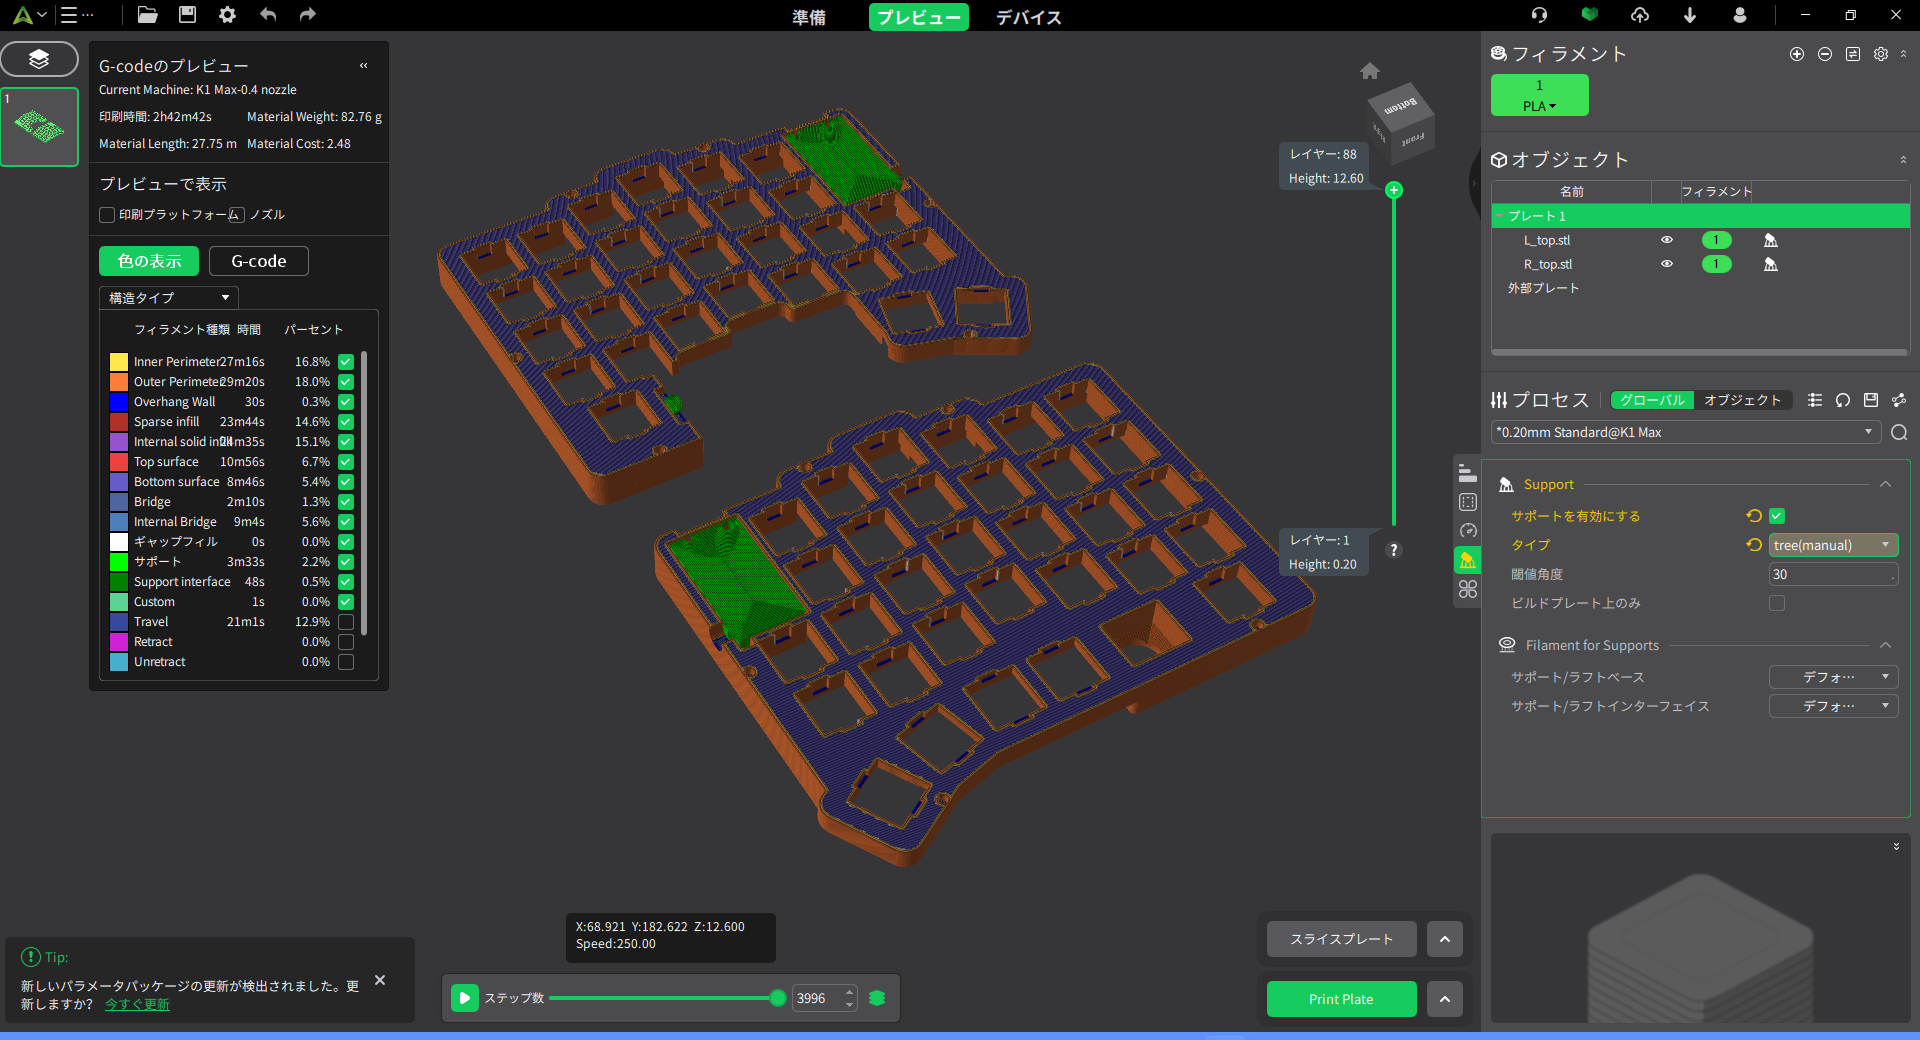 準備
プレビュー
デバイス
1
G-codeのプレビュー
Current Machine: K1 Max-0.4 nozzle
印刷時間: 2h42m42s Material Weight: 82.76 g
Material Length: 27.75 m Material Cost: 2.48
プレビューで表示
印刷プラットフォーム ノズル
色の表示 G-code
構造タイプ
フィラメント種類 時間 パーセント
Inner Perimeter 27m16s 16.8%
Outer Perimeter 29m20s 18.0%
Overhang Wall 30s 0.3%
Sparse infill 23m44s 14.6%
Internal solid infill 24m35s 15.1%
Top surface 10m56s 6.7%
Bottom surface 8m46s 5.4%
Bridge 2m10s 1.3%
Internal Bridge 9m4s 5.6%
ギャップフィル 0s 0.0%
サポート 3m33s 2.2%
Support interface 48s 0.5%
Custom 1s 0.0%
Travel 21m1s 12.9%
Retract 0.0%
Unretract 0.0%
Tip:
新しいパラメータパッケージの更新が検出されました。更
新しますか? 今すぐ更新
Bottom
Right
Front
レイヤー: 88
Height: 12.60
レイヤー: 1
Height: 0.20
?
X:68.921 Y:182.622 Z:12.600
Speed:250.00
ステップ数 3996
スライスプレート
Print Plate
フィラメント
1
PLA
オブジェクト
名前 フィラメント
プレート 1
L_top.stl 1
R_top.stl 1
外部プレート
プロセス グローバル オブジェクト
*0.20mm Standard@K1 Max
Support
サポートを有効にする
タイプ tree(manual)
閾値角度 30
ビルドプレート上のみ
Filament for Supports
サポート/ラフトベース デフォ…
サポート/ラフトインターフェイス デフォ…